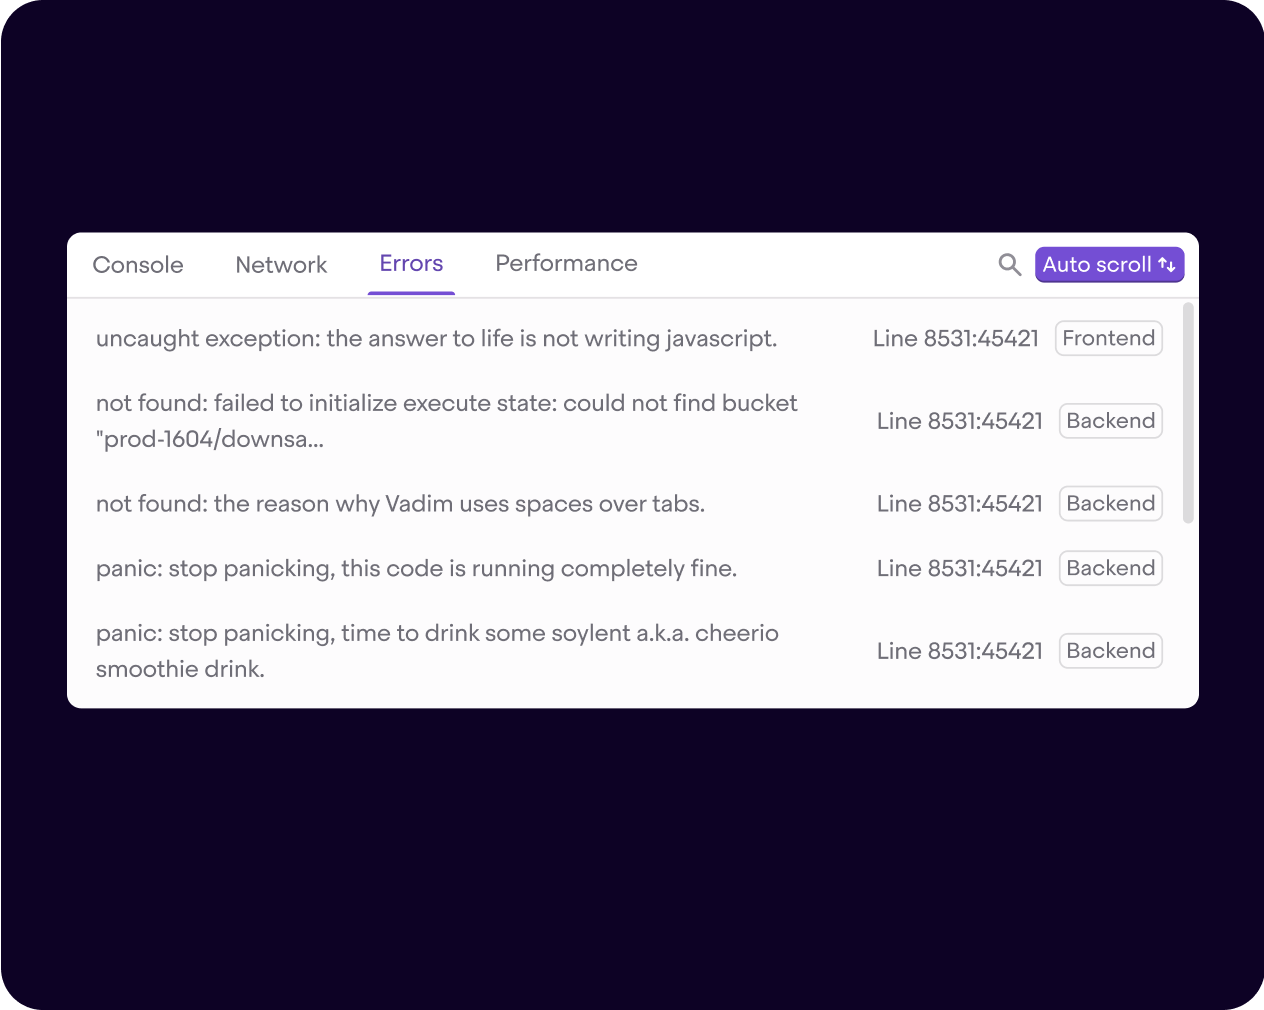 Console Network Errors Performance Auto scroll
uncaught exception: the answer to life is not writing javascript. Line 8531:45421 Frontend
not found: failed to initialize execute state: could not find bucket
"prod-1604/downsa... Line 8531:45421 Backend
not found: the reason why Vadim uses spaces over tabs. Line 8531:45421 Backend
panic: stop panicking, this code is running completely fine. Line 8531:45421 Backend
panic: stop panicking, time to drink some soylent a.k.a. cheerio
smoothie drink. Line 8531:45421 Backend